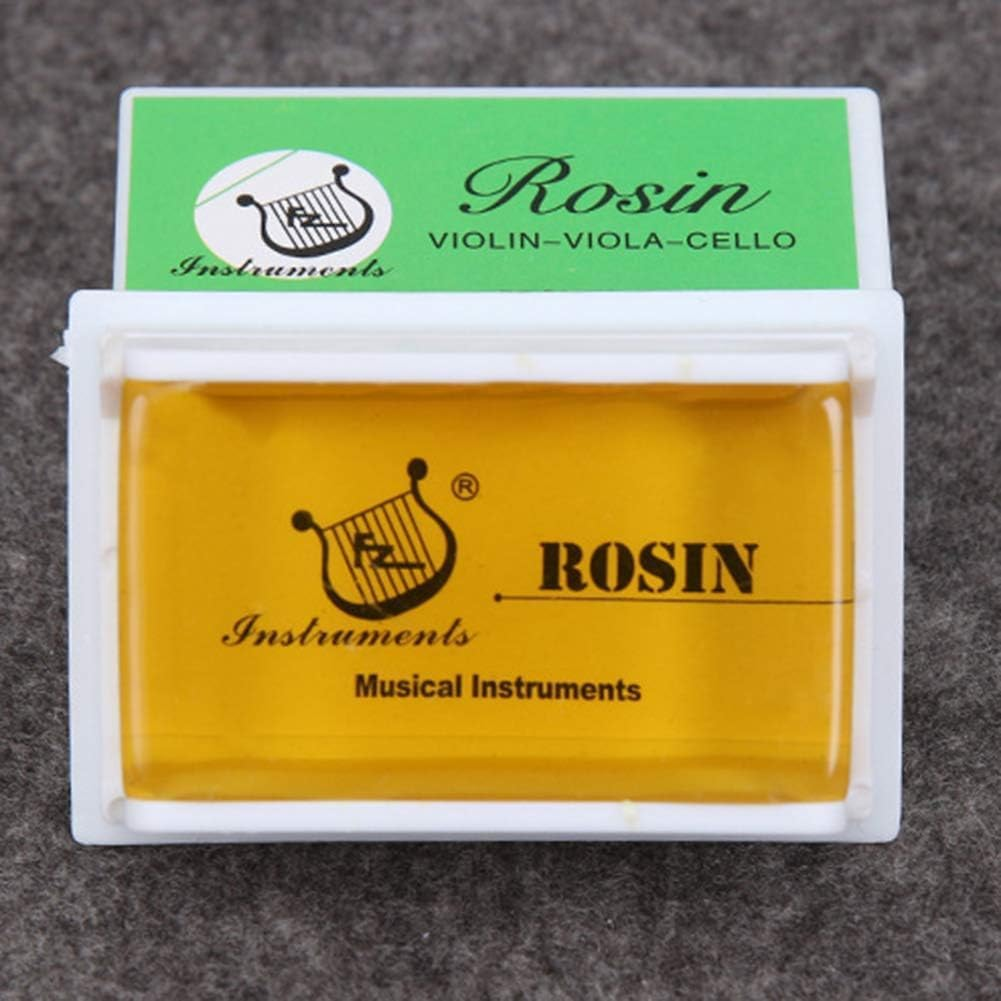 Rosin
VIOLIN-VIOLA-CELLO
FZ
Instruments
®
FZ
ROSIN
Instruments
Musical Instruments